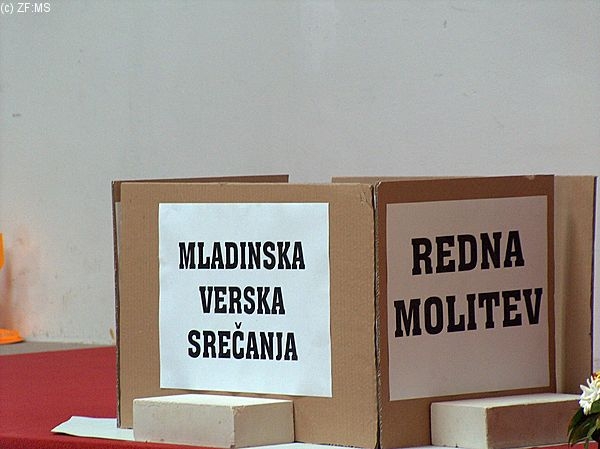 (c) ZF:MS
MLADINSKA
VERSKA
SREČANJA
REDNA
MOLITEV